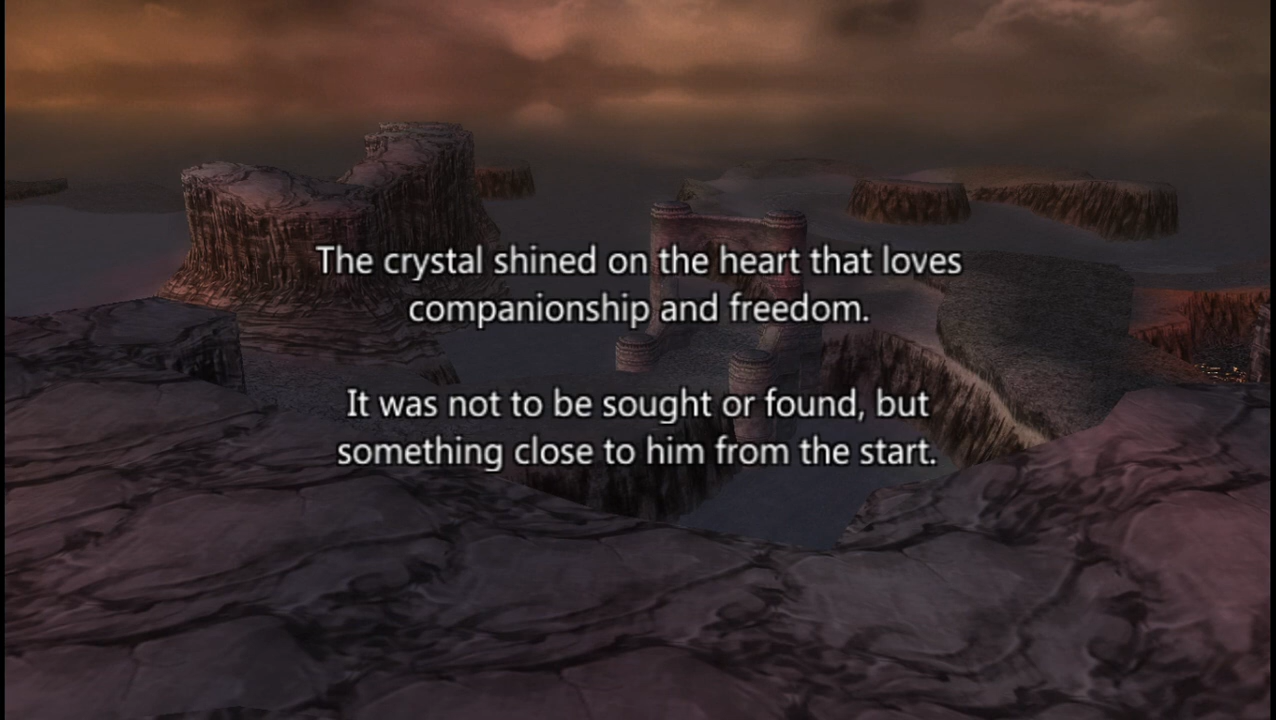 The crystal shined on the heart that loves
companionship and freedom.
It was not to be sought or found, but
something close to him from the start.